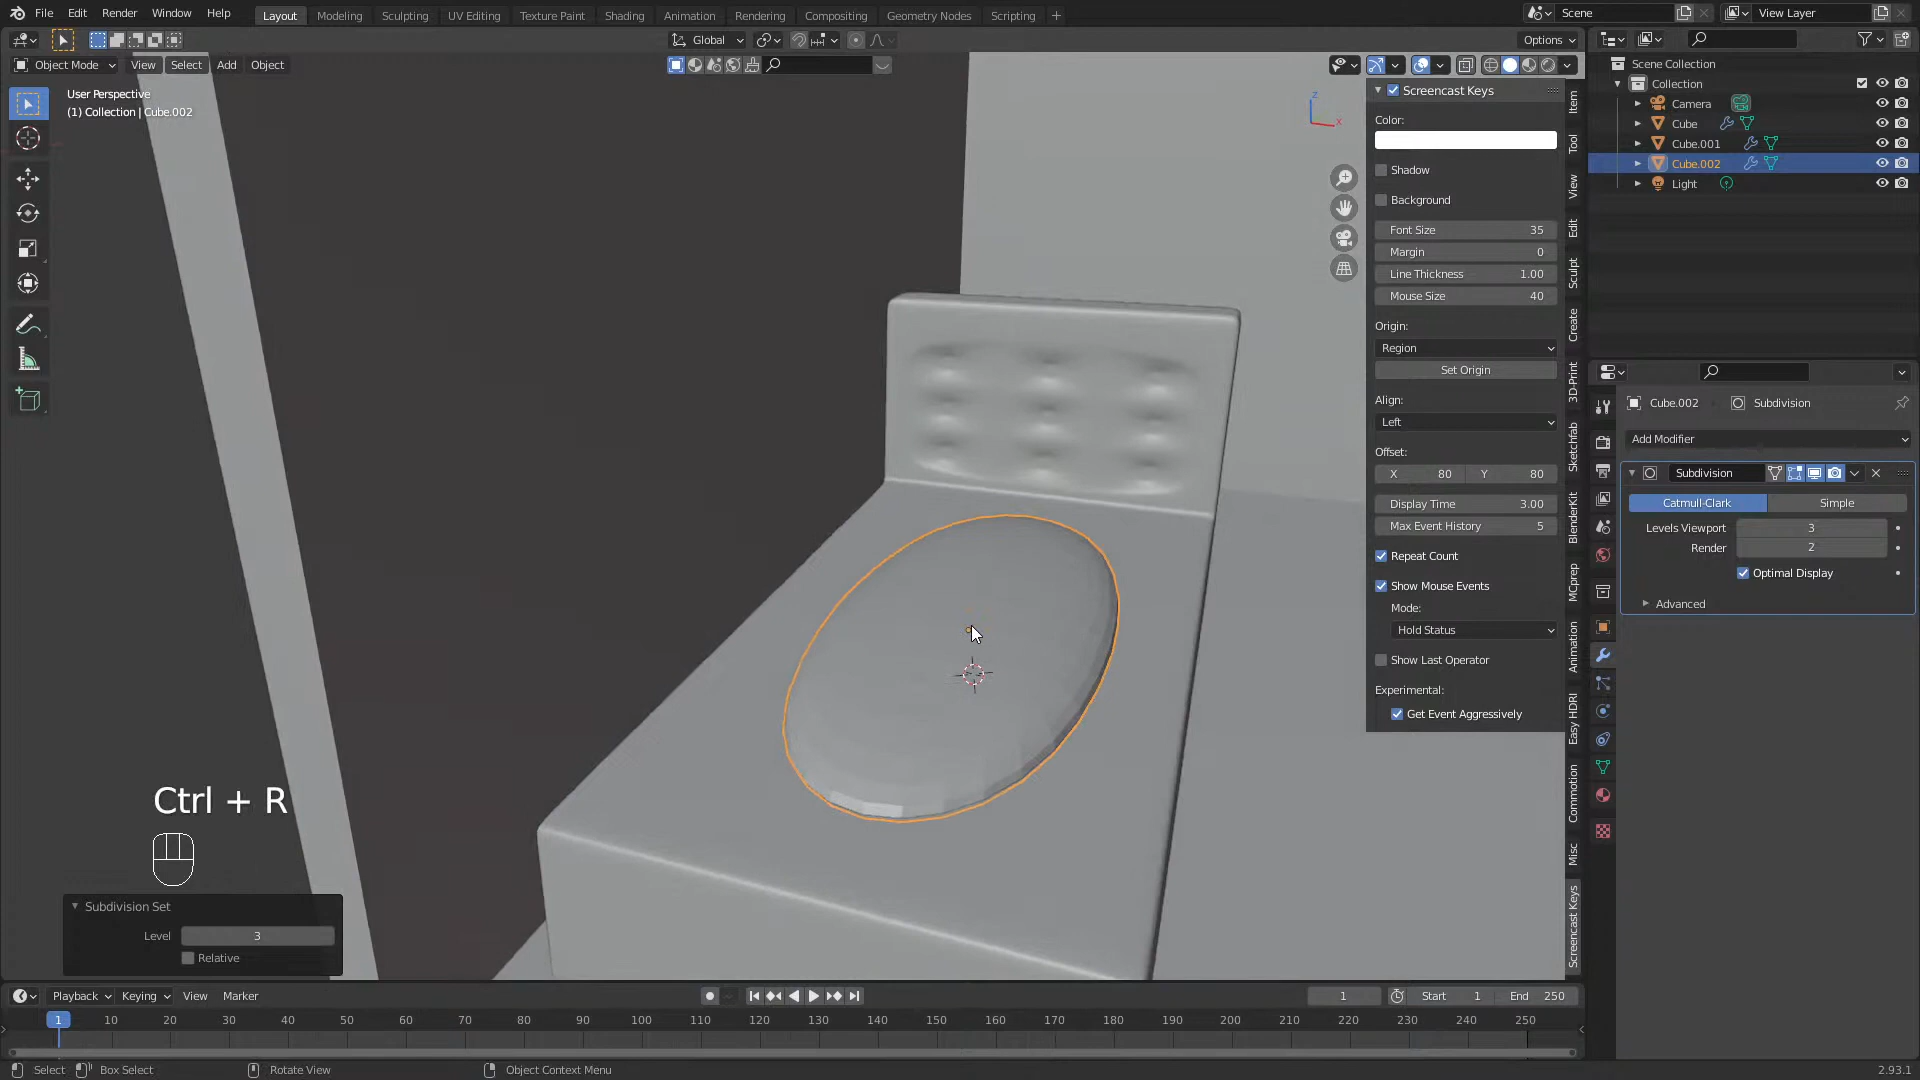 File Edit Render Window Help Layout Modeling Sculpting UV Editing Texture Paint Shading Animation Rendering Compositing Geometry Nodes Scripting + Scene View Layer
Global Options
Object Mode View Select Add Object
User Perspective
(1) Collection | Cube.002
Z
X
Screencast Keys
Color:
Shadow
Background
Font Size 35
Margin 0
Line Thickness 1.00
Mouse Size 40
Origin:
Region
Set Origin
Align:
Left
Offset:
X 80 Y 80
Display Time 3.00
Max Event History 5
Repeat Count
Show Mouse Events
Mode:
Hold Status
Show Last Operator
Experimental:
Get Event Aggressively
Item
Tool
View
Edit
Sculpt
Create
3D-Print
Sketchfab
BlenderKit
MCprep
Animation
Easy HDRI
Commotion
Misc
Screencast Keys
Scene Collection
Collection
Camera
Cube
Cube.001
Cube.002
Light
Cube.002 Subdivision
Add Modifier
Subdivision
Catmull-Clark Simple
Levels Viewport 3
Render 2
Optimal Display
Advanced
Ctrl + R
Subdivision Set
Level 3
Relative
Playback Keying View Marker 1 Start 1 End 250
1 10 20 30 40 50 60 70 80 90 100 110 120 130 140 150 160 170 180 190 200 210 220 230 240 250
Select Box Select Rotate View Object Context Menu 2.93.1